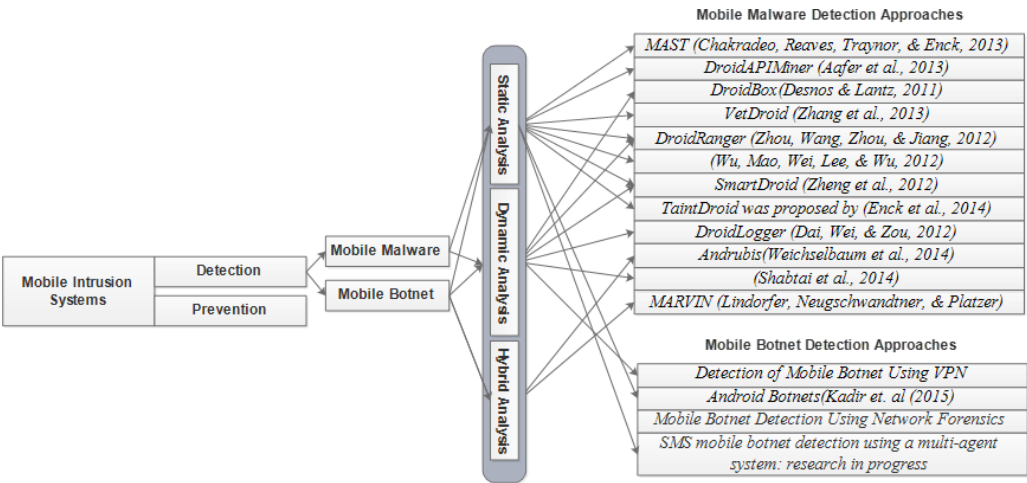 Mobile Intrusion
Systems
Detection
Prevention
Mobile Malware
Mobile Botnet
Static Analysis
Dynamic Analysis
Hybrid Analysis
Mobile Malware Detection Approaches
MAST (Chakradeo, Reaves, Traynor, & Enck, 2013)
DroidAPIMiner (Aafer et al., 2013)
DroidBox(Desnos & Lantz, 2011)
VetDroid (Zhang et al., 2013)
DroidRanger (Zhou, Wang, Zhou, & Jiang, 2012)
(Wu, Mao, Wei, Lee, & Wu, 2012)
SmartDroid (Zheng et al., 2012)
TaintDroid was proposed by (Enck et al., 2014)
DroidLogger (Dai, Wei, & Zou, 2012)
Andrubis(Weichselbaum et al., 2014)
(Shabtai et al., 2014)
MARVIN (Lindorfer, Neugschwandtner, & Platzer)
Mobile Botnet Detection Approaches
Detection of Mobile Botnet Using VPN
Android Botnets(Kadir et. al (2015)
Mobile Botnet Detection Using Network Forensics
SMS mobile botnet detection using a multi-agent
system: research in progress